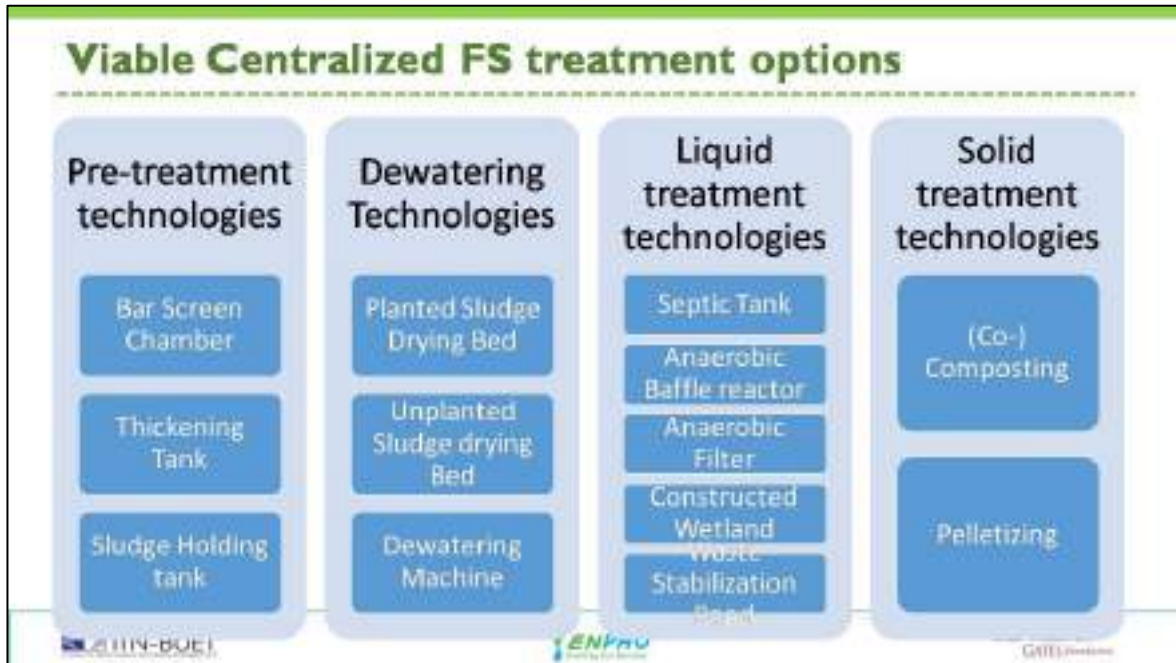 Viable Centralized FS treatment options
Pre-treatment
technologies
Bar Screen
Chamber
Thickening
Tank
Sludge Holding
tank
Dewatering
Technologies
Planted Sludge
Drying Bed
Unplanted
Sludge drying
Bed
Dewatering
Machine
Liquid
treatment
technologies
Septic Tank
Anaerobic
Baffle reactor
Anaerobic
Filter
Constructed
Wetland
Waste
Stabilization
Pond
Solid
treatment
technologies
(Co-)
Composting
Pelletizing
ENPHO
GATES